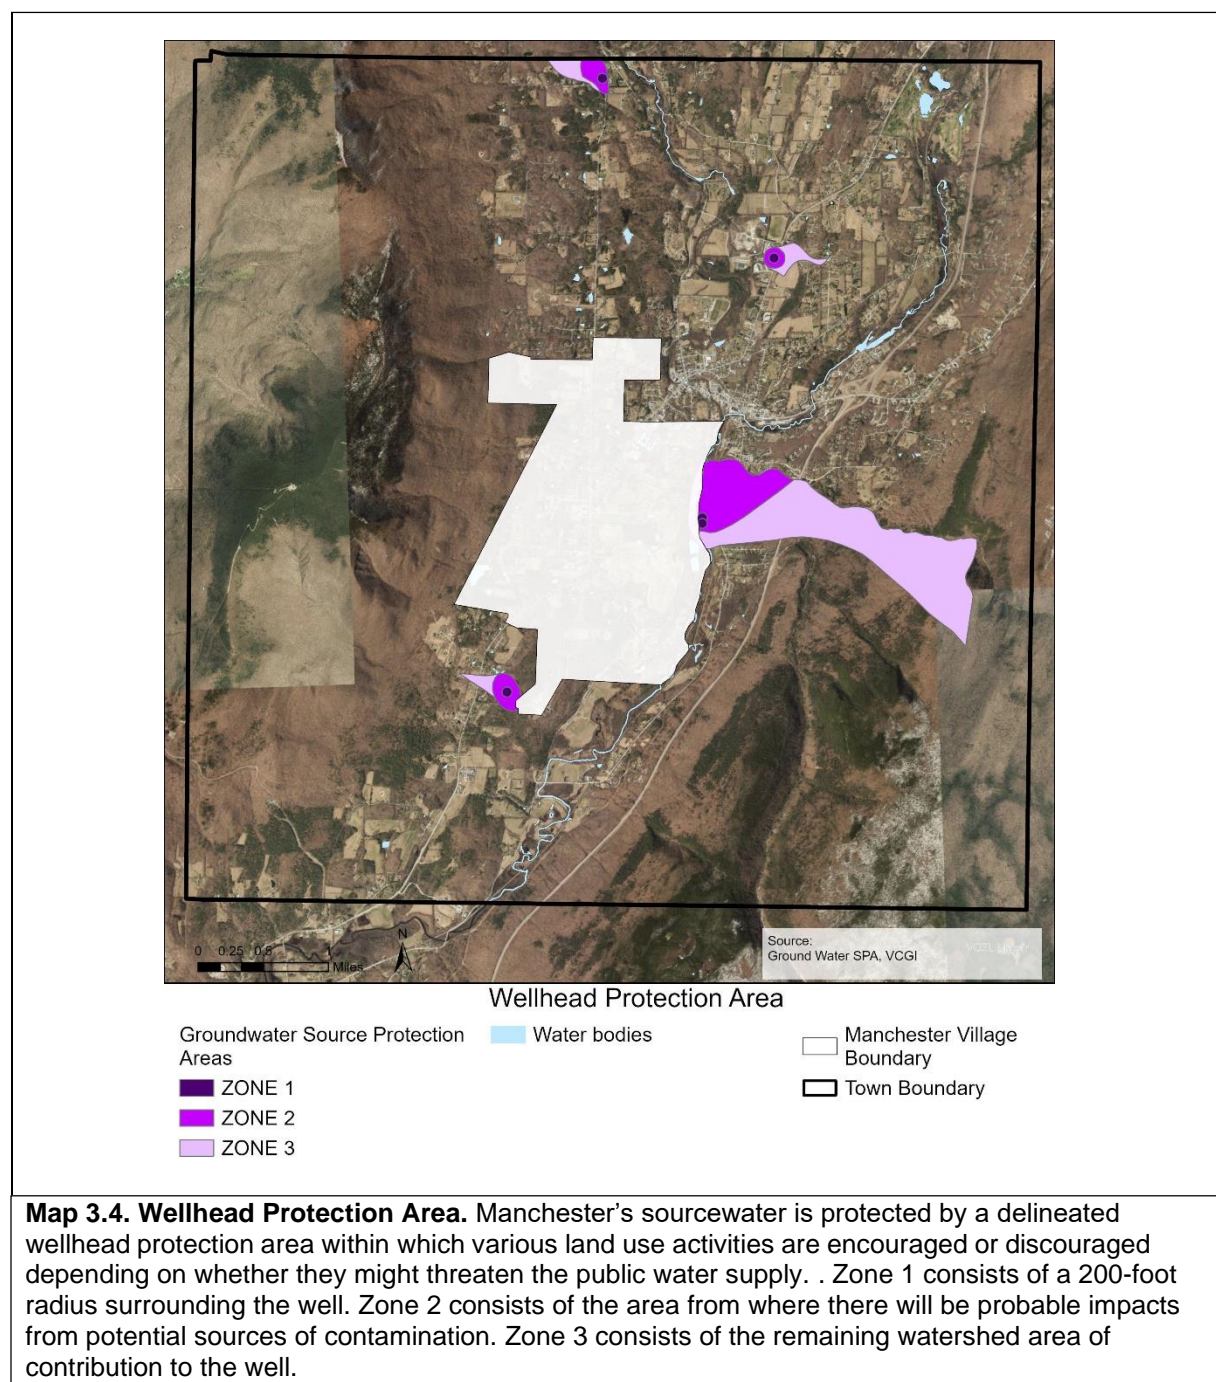 0 0.25 0.5 1
Miles
N
Source:
Ground Water SPA, VCGI
Wellhead Protection Area
Groundwater Source Protection
Areas
ZONE 1
ZONE 2
ZONE 3
Water bodies
Manchester Village
Boundary
Town Boundary
Map 3.4. Wellhead Protection Area. Manchester’s sourcewater is protected by a delineated
wellhead protection area within which various land use activities are encouraged or discouraged
depending on whether they might threaten the public water supply. . Zone 1 consists of a 200-foot
radius surrounding the well. Zone 2 consists of the area from where there will be probable impacts
from potential sources of contamination. Zone 3 consists of the remaining watershed area of
contribution to the well.